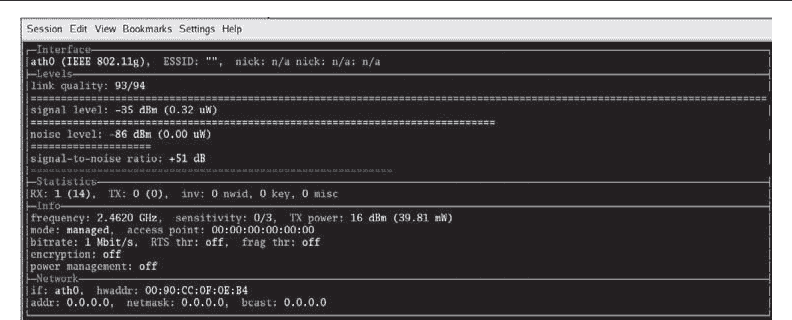 Session Edit View Bookmarks Settings Help
Interface
ath0 (IEEE 802.11g), ESSID: "", nick: n/a nick: n/a: n/a
Levels
link quality: 93/94
signal level: -35 dBm (0.32 uW)
noise level: -86 dBm (0.00 uW)
signal-to-noise ratio: +51 dB
Statistics
RX: 1 (14), TX: 0 (0), inv: 0 nwid, 0 key, 0 misc
Info
frequency: 2.4620 GHz, sensitivity: 0/3, TX power: 16 dBm (39.81 mW)
mode: managed, access point: 00:00:00:00:00:00
bitrate: 1 Mbit/s, RTS thr: off, frag thr: off
encryption: off
power management: off
Network
if: ath0, hwaddr: 00:90:CC:0F:0E:B4
addr: 0.0.0.0, netmask: 0.0.0.0, bcast: 0.0.0.0